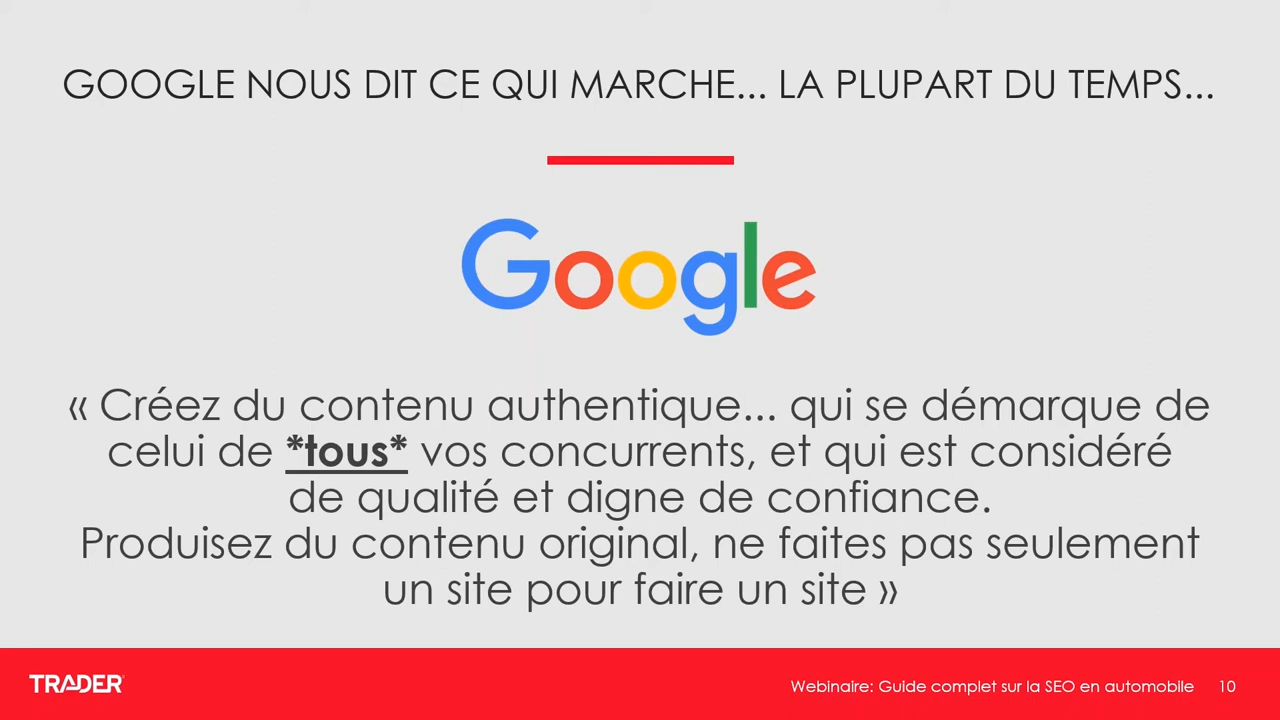 GOOGLE NOUS DIT CE QUI MARCHE... LA PLUPART DU TEMPS...
Google
« Créez du contenu authentique... qui se démarque de
celui de *tous* vos concurrents, et qui est considéré
de qualité et digne de confiance.
Produisez du contenu original, ne faites pas seulement
un site pour faire un site »
TRADER
Webinaire: Guide complet sur la SEO en automobile 10